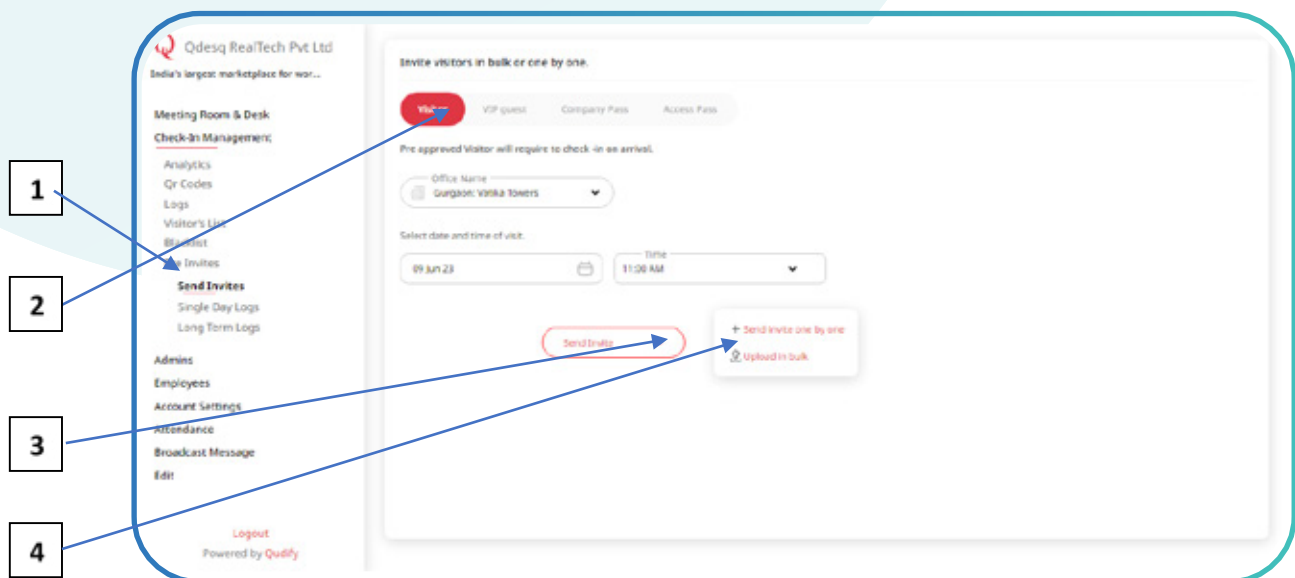 Qdesq RealTech Pvt Ltd
India's largest marketplace for wor...
Meeting Room & Desk
Check-In Management
Analytics
Qr Codes
Logs
Visitor's List
Blacklist
Invites
Send Invites
Single Day Logs
Long Term Logs
Admins
Employees
Account Settings
Attendance
Broadcast Message
Edit
Logout
Powered by Qudify
Invite visitors in bulk or one by one.
Visitor
VIP guest
Company Pass
Access Pass
Pre approved Visitor will require to check -in on arrival.
Office Name
Gurgaon: Vatika Towers
Select date and time of visit.
09 Jun 23
Time
11:00 AM
Send Invite
+ Send invite one by one
Upload in bulk
1
2
3
4